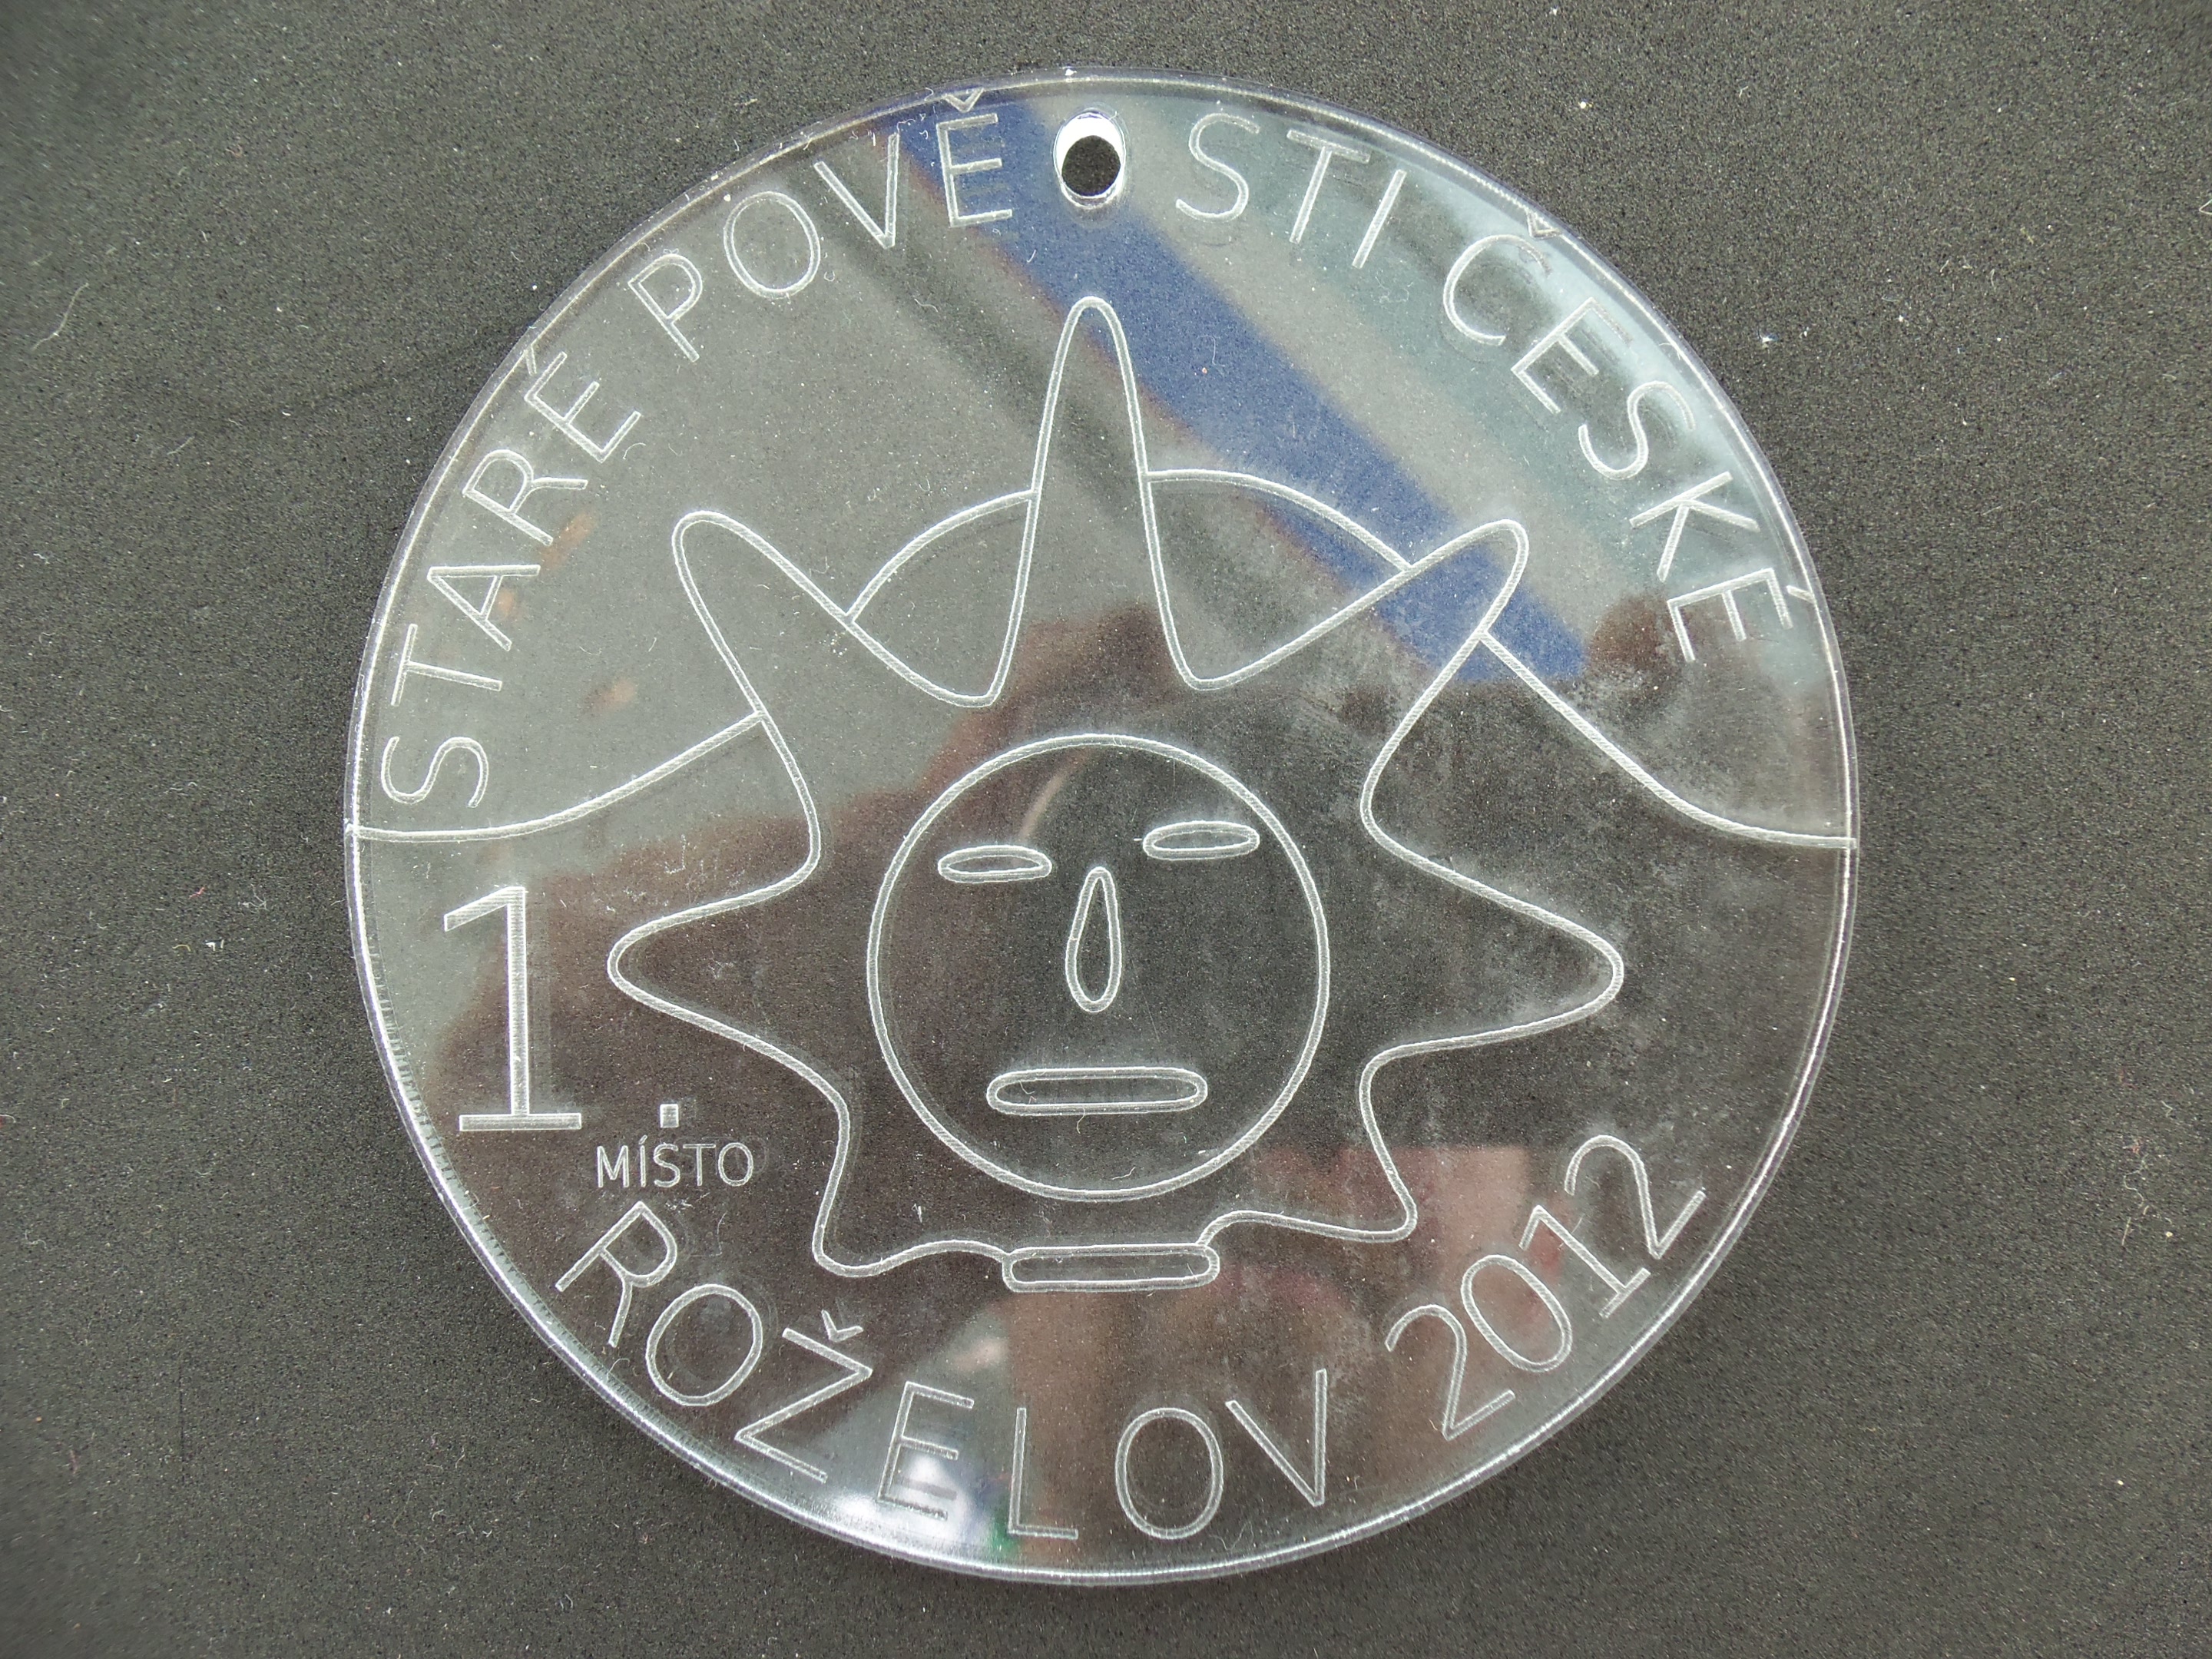 STARÉ POVĚSTI ČESKÉ
1.
MÍSTO
ROŽELOV 2012